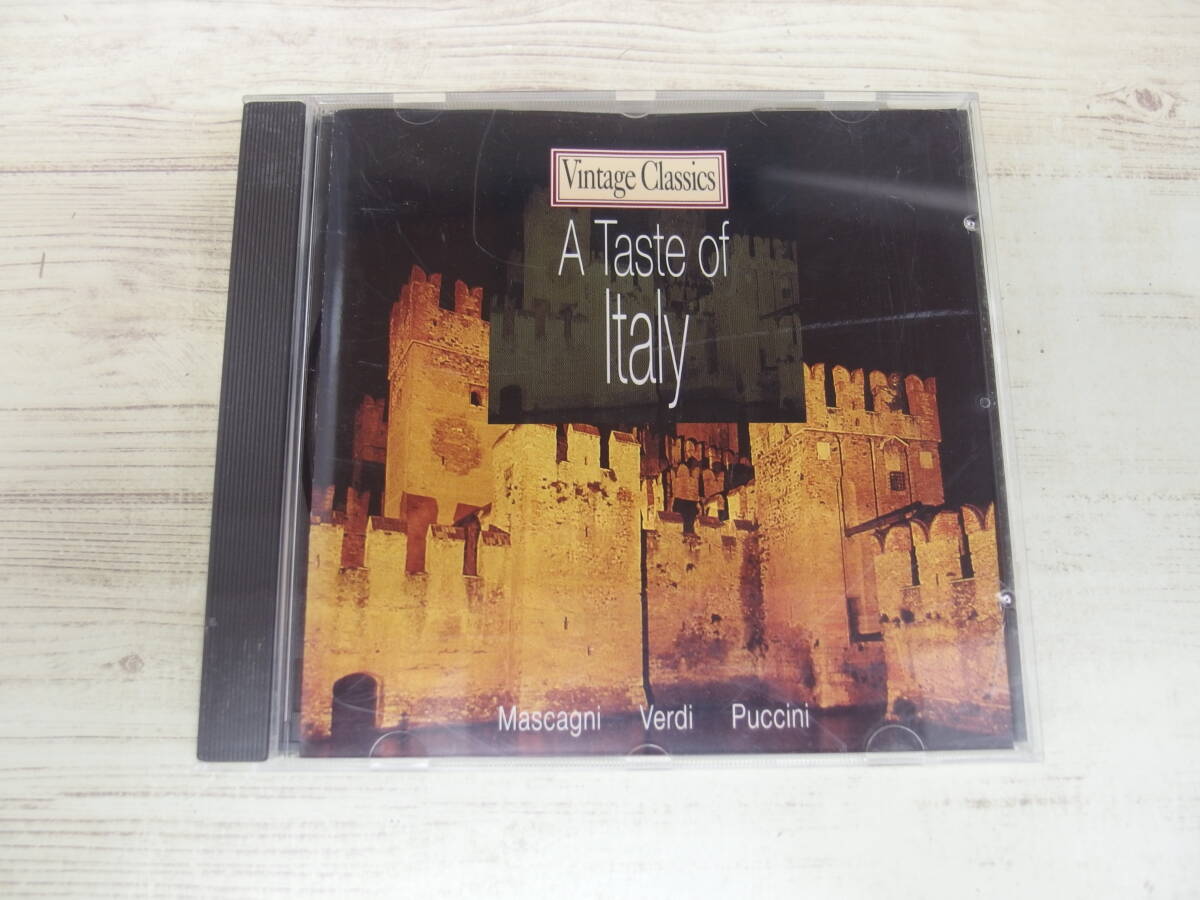 Vintage Classics
A Taste of
Italy
Mascagni Verdi Puccini